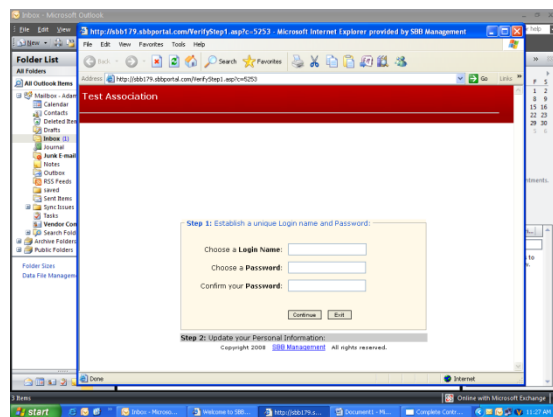 Inbox - Microsoft Outlook
http://sbb179.sbbportal.com/VerifyStep1.asp?c=5253 - Microsoft Internet Explorer provided by SBB Management
File Edit View
File Edit View Favorites Tools Help
New
Back
Search Favorites
Folder List
Address http://sbb179.sbbportal.com/VerifyStep1.asp?c=5253 Go Links
All Folders
All Outlook Items
Test Association
Mailbox - Adam
Calendar
Contacts
Deleted Item
Drafts
Inbox (1)
Journal
Junk E-mail
Notes
Outbox
RSS Feeds
saved
Sent Items
Sync Issues
Tasks
Vendor Con
Search Fold
Archive Folders
Public Folders
Folder Sizes
Data File Managem
F S
1 2
8 9
15 16
22 23
29 30
5 6
Step 1: Establish a unique Login name and Password:
Choose a Login Name:
Choose a Password:
Confirm your Password:
Continue Exit
Step 2: Update your Personal Information:
Copyright 2008 SBB Management All rights reserved.
Done Internet
3 Items Online with Microsoft Exchange
start Inbox - Microso... Welcome to SBB... http://sbb179.s... Document1 - Mi... Complete Contr... 11:27 AM